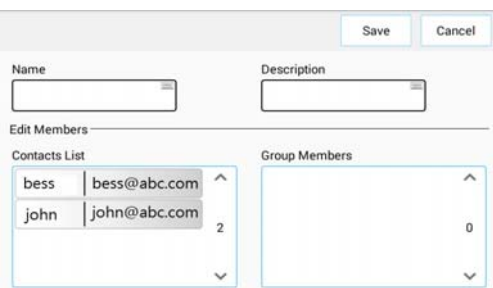 Save Cancel
Name Description
Edit Members
Contacts List Group Members
bess bess@abc.com
john john@abc.com
2 0